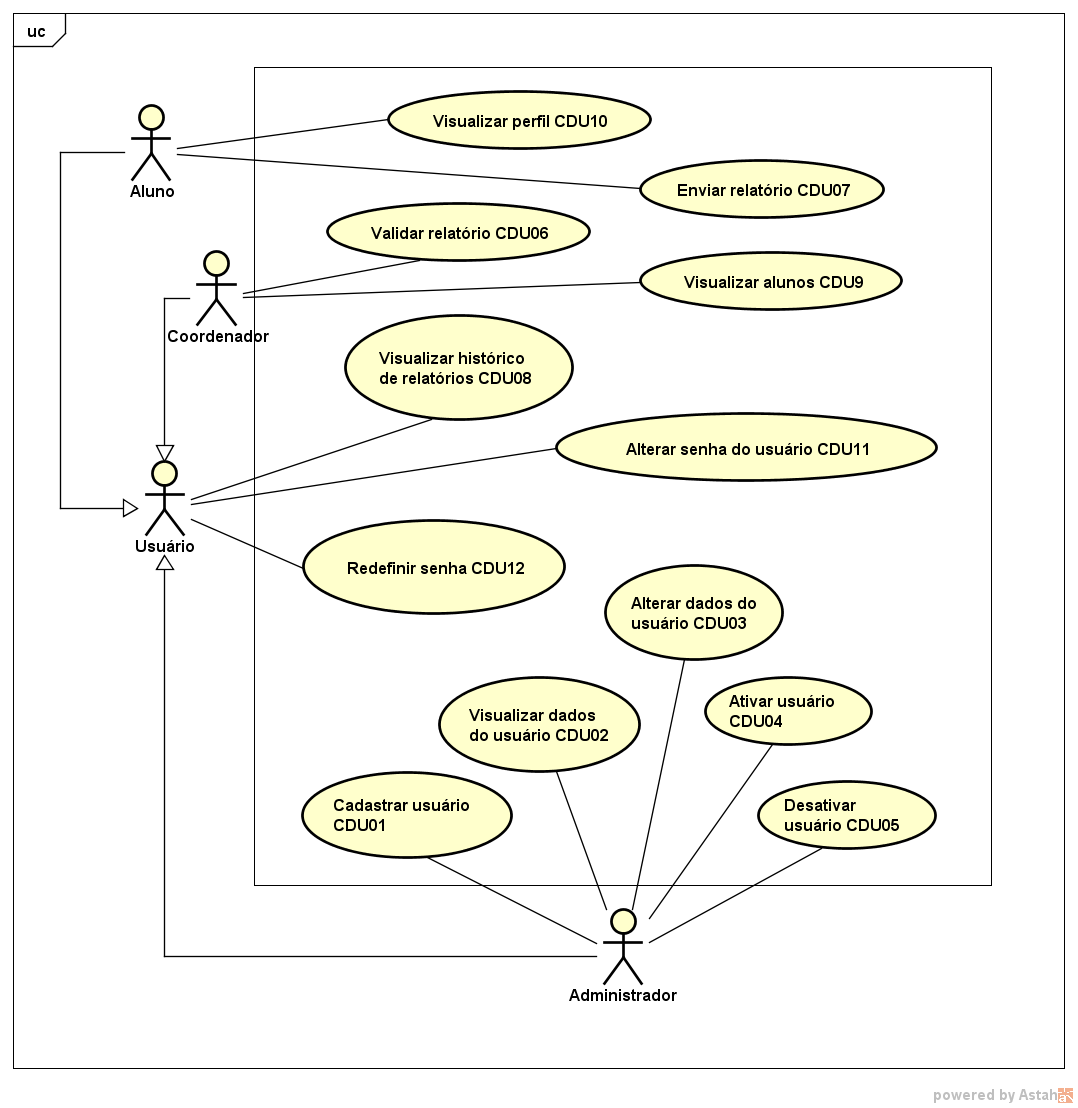 uc
Visualizar perfil CDU10
Aluno
Enviar relatório CDU07
Validar relatório CDU06
Visualizar alunos CDU9
Coordenador
Visualizar histórico
de relatórios CDU08
Alterar senha do usuário CDU11
Usuário
Redefinir senha CDU12
Alterar dados do
usuário CDU03
Visualizar dados
do usuário CDU02
Ativar usuário
CDU04
Cadastrar usuário
CDU01
Desativar
usuário CDU05
Administrador
powered by Astah